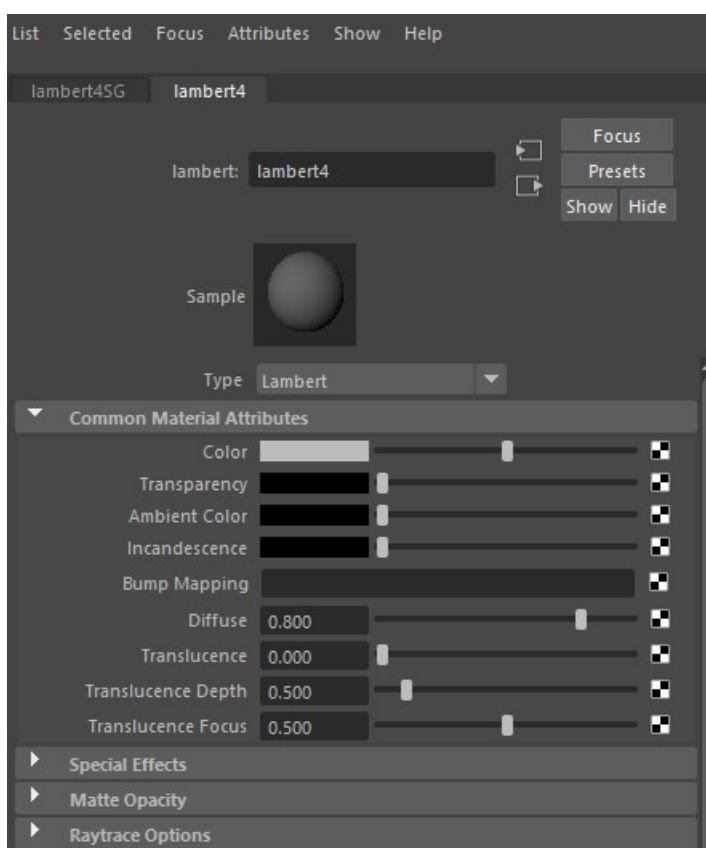 List Selected Focus Attributes Show Help
lambert4SG lambert4
Focus
lambert: lambert4
Presets
Show Hide
Sample
Type Lambert
Common Material Attributes
Color
Transparency
Ambient Color
Incandescence
Bump Mapping
Diffuse 0.800
Translucence 0.000
Translucence Depth 0.500
Translucence Focus 0.500
Special Effects
Matte Opacity
Raytrace Options